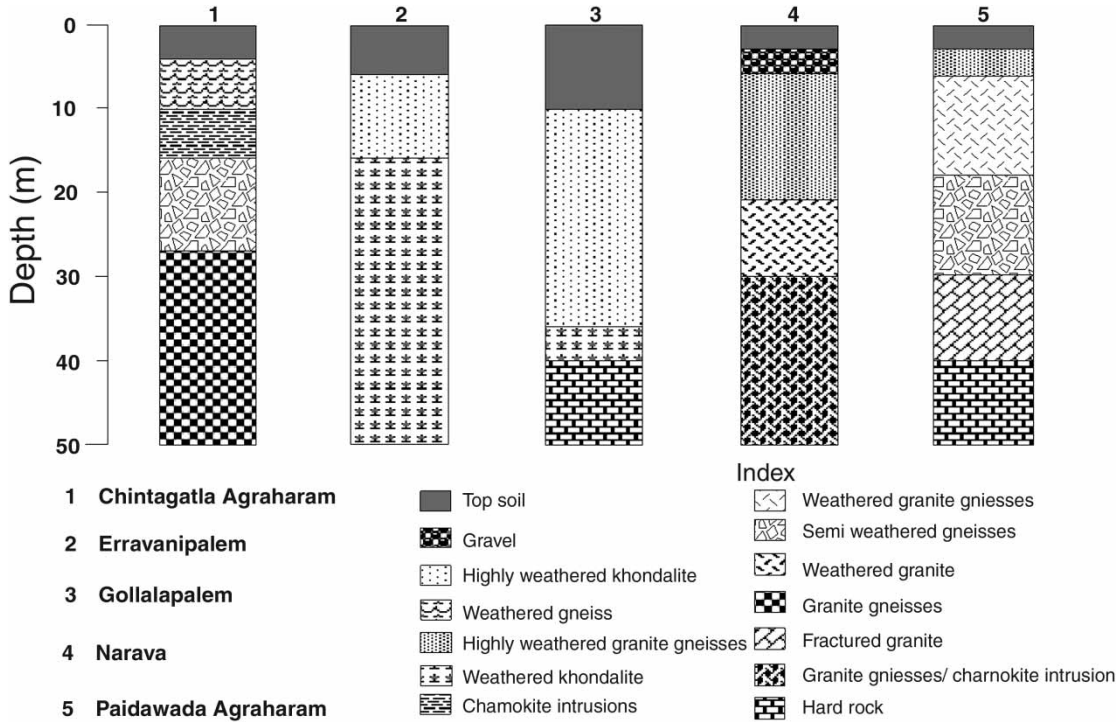 1 2 3 4 5
0
10
20
30
40
50
Depth (m)
1 Chintagatla Agraharam
2 Erravanipalem
3 Gollalapalem
4 Narava
5 Paidawada Agraharam
Top soil
Gravel
Highly weathered khondalite
Weathered gneiss
Highly weathered granite gneisses
Weathered khondalite
Chamokite intrusions
Index
Weathered granite gniesses
Semi weathered gneisses
Weathered granite
Granite gneisses
Fractured granite
Granite gniesses/ charnokite intrusion
Hard rock